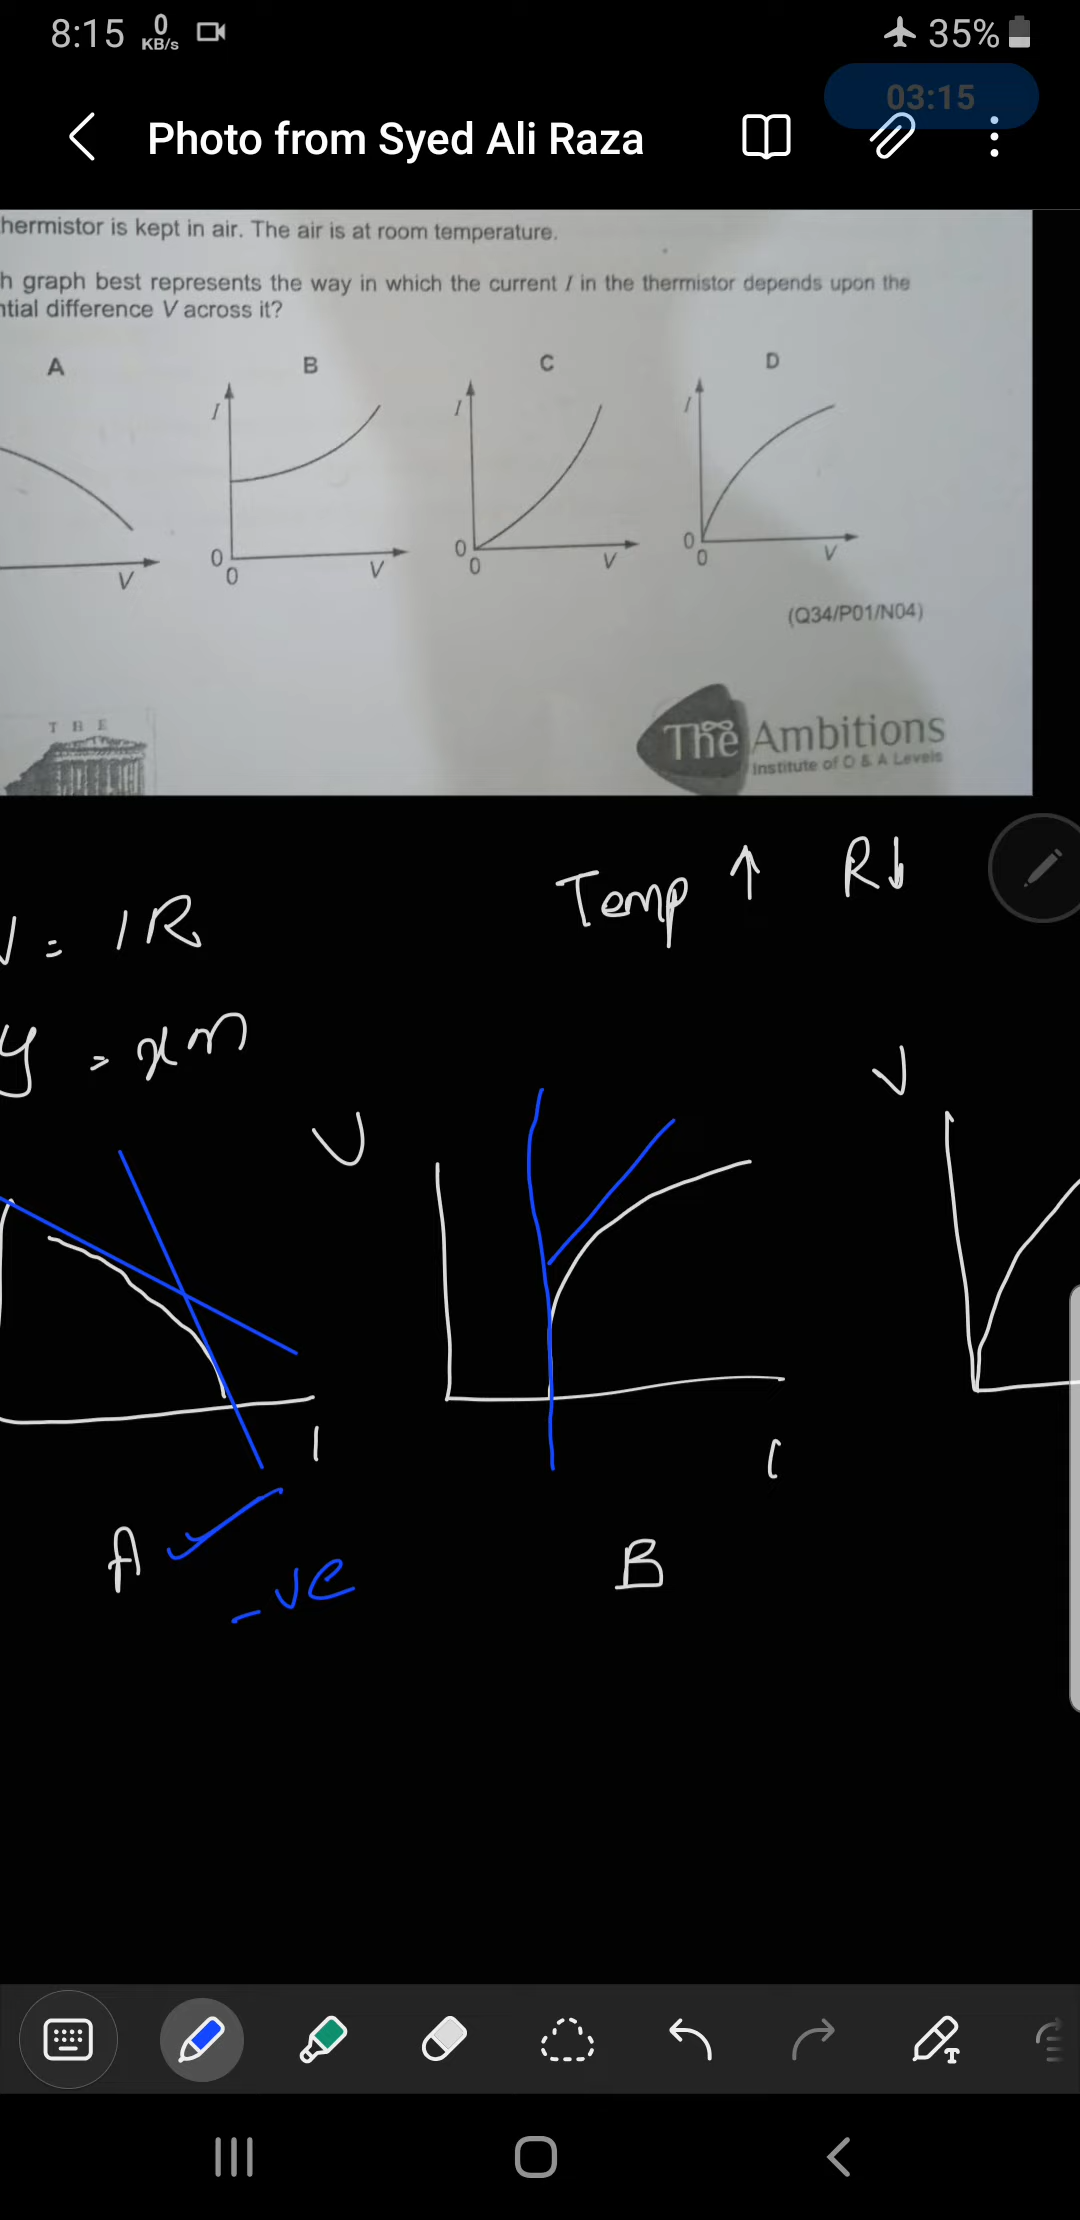 8:15 0 KB/s 35%
03:15
Photo from Syed Ali Raza
hermistor is kept in air. The air is at room temperature.
h graph best represents the way in which the current I in the thermistor depends upon the
ntial difference V across it?
A B C D
I I I
0 0 0
0 0 0
V V V V
(Q34/P01/N04)
THE
The Ambitions
Institute of O & A Levels
Temp ↑ R↓
V = IR
y = xm
V V
I I
A ✓ B
-ve
T